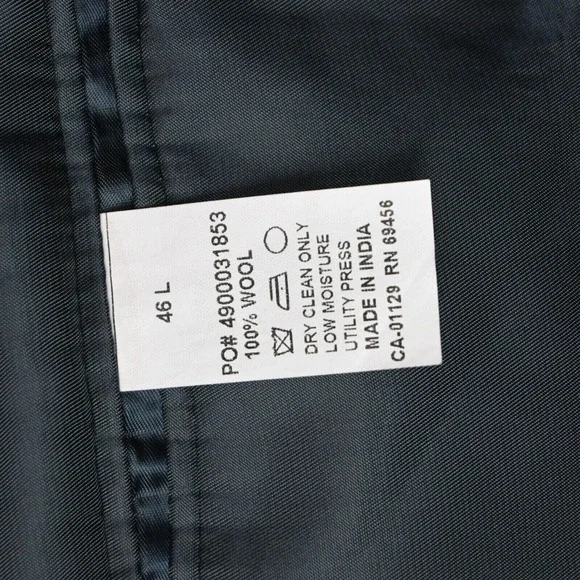 46 L
PO# 4900031853
100% WOOL
DRY CLEAN ONLY
LOW MOISTURE
UTILITY PRESS
MADE IN INDIA
CA-01129 RN 69456